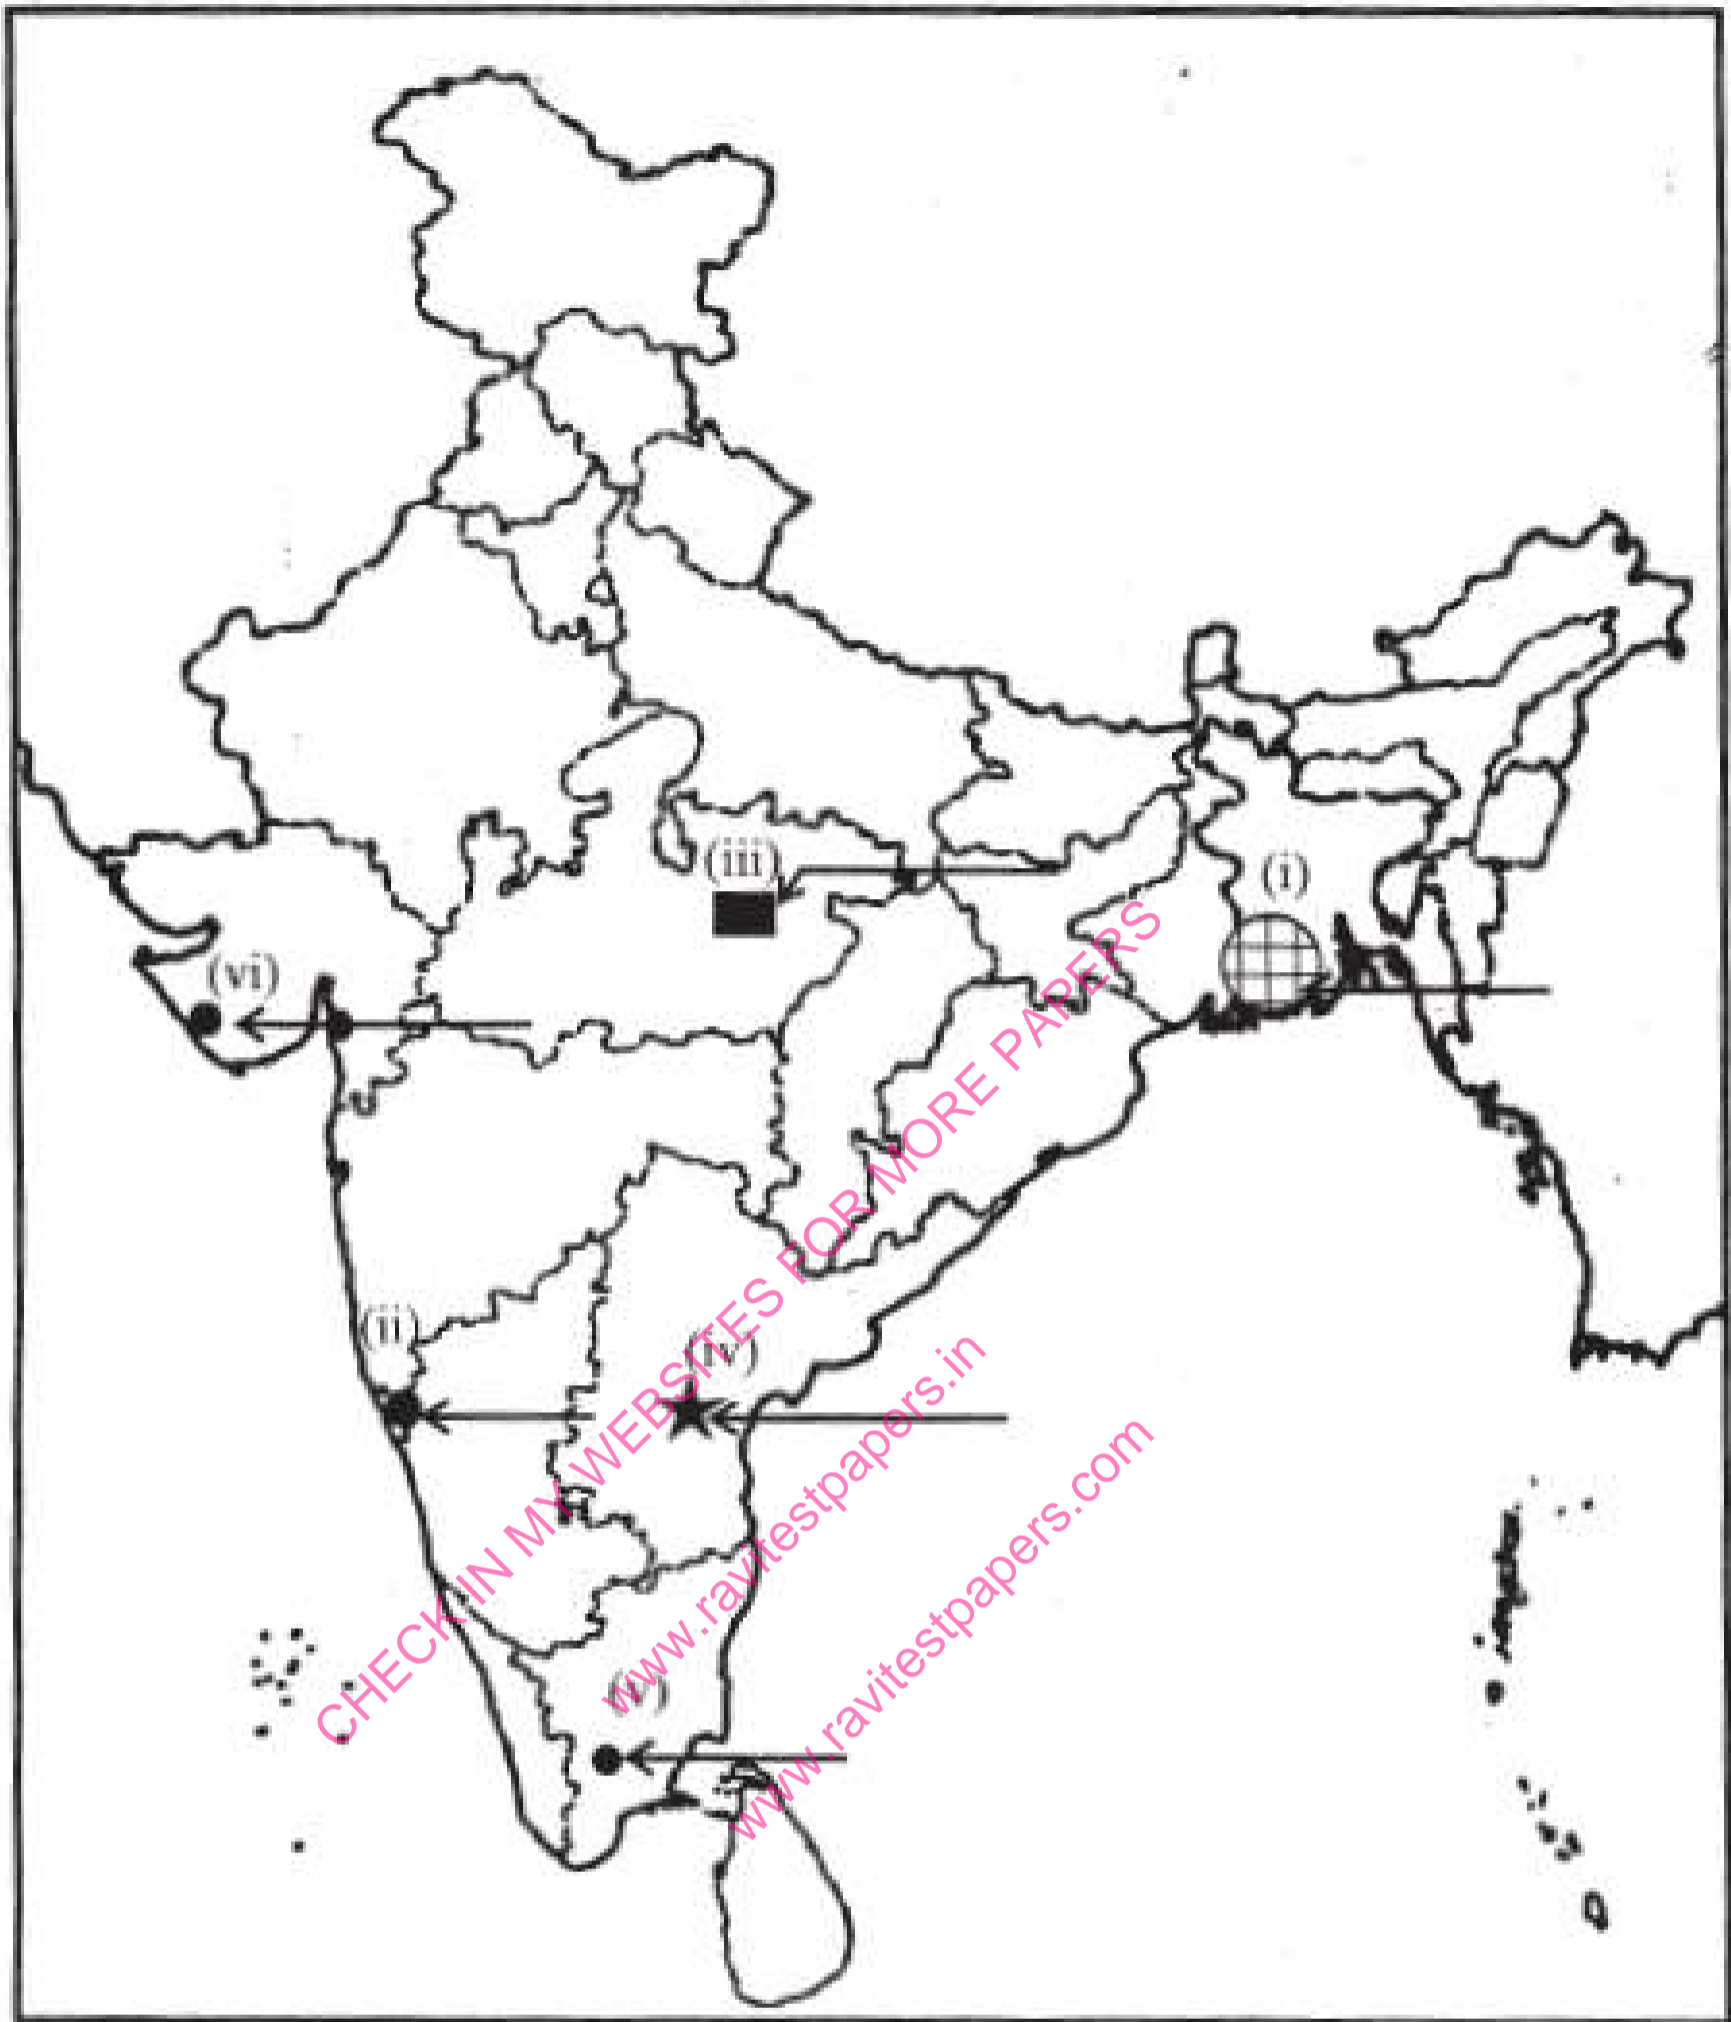 (iii)
(i)
(vi)
(ii)
(iv)
CHECK IN MY WEBSITES FOR MORE PAPERS
www.ravitestpapers.in
www.ravitestpapers.com